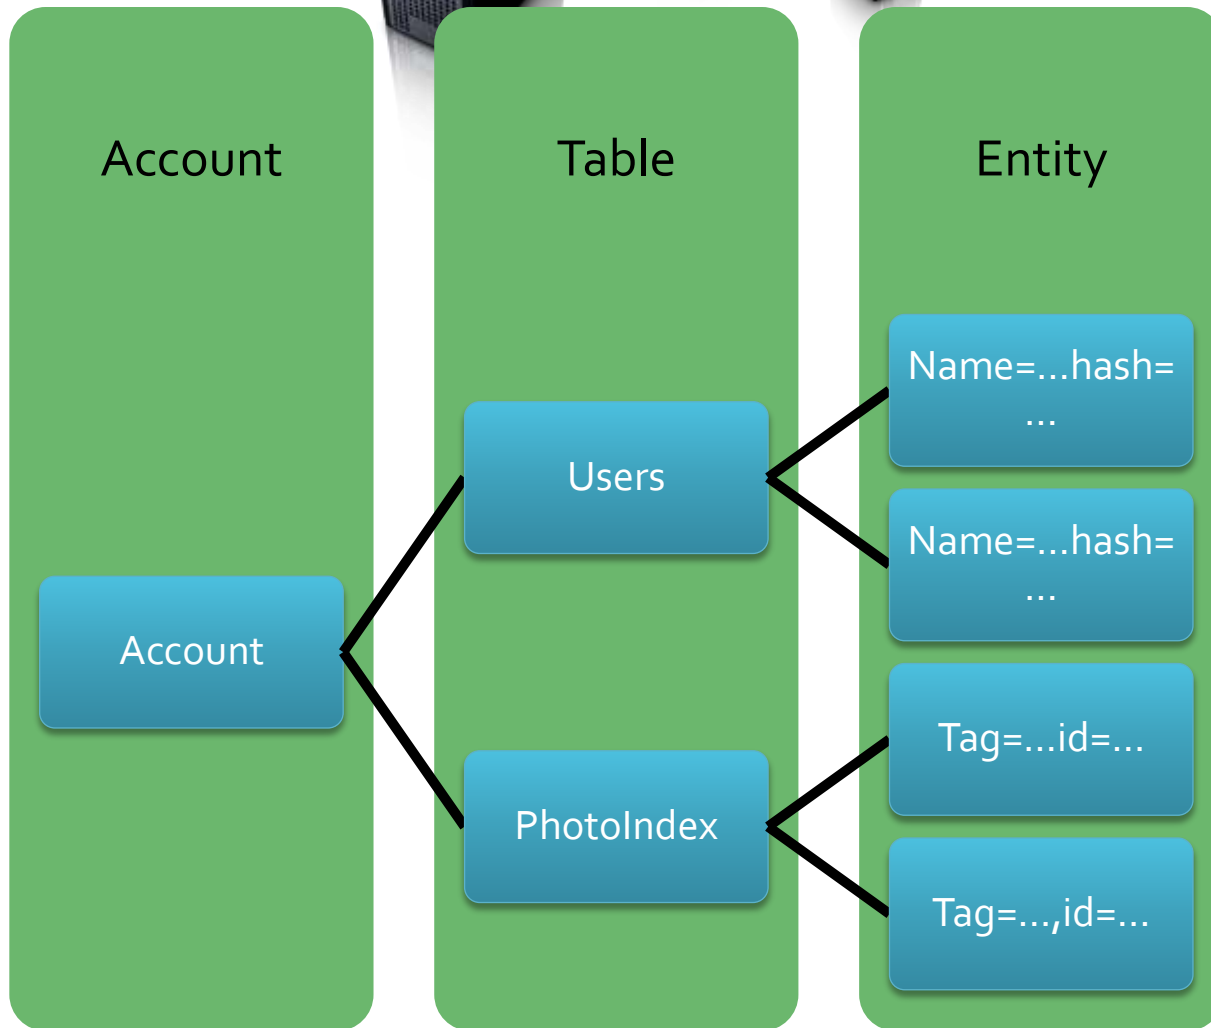 Account
Table
Entity
Name=...hash=
...
Users
Name=...hash=
...
Account
Tag=...id=...
PhotoIndex
Tag=...,id=...